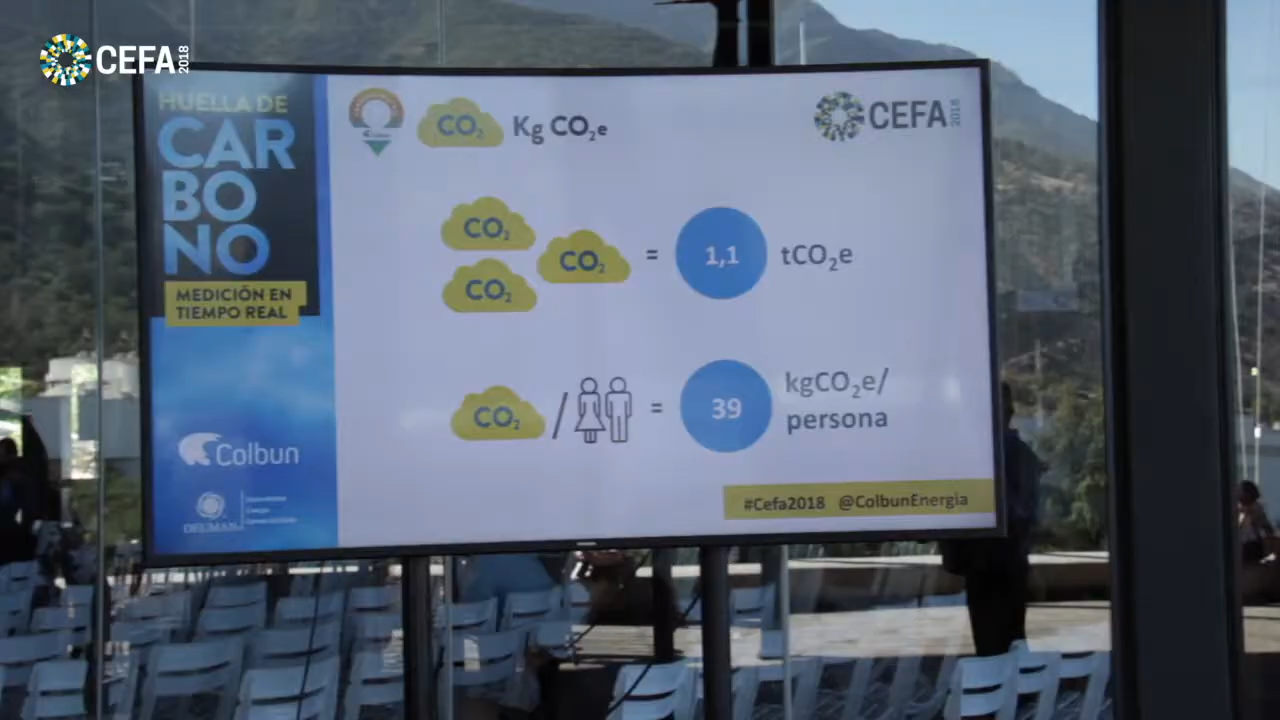 CEFA 2018
HUELLA DE
CAR
BO
NO
MEDICIÓN EN
TIEMPO REAL
Colbun
DEUMAN
CO₂ Kg CO₂e
CEFA 2018
CO₂
CO₂
CO₂
= 1,1 tCO₂e
CO₂ / = 39 kgCO₂e/
persona
#Cefa2018 @ColbunEnergia